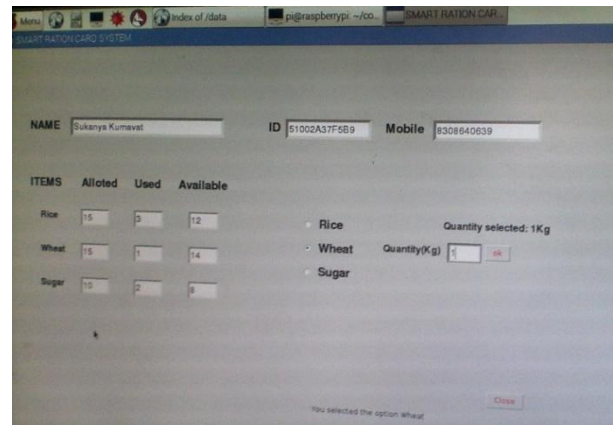 Menu Index of /data pi@raspberrypi: ~/co... SMART RATION CAR...
SMART RATION CARD SYSTEM
NAME Sukanya Kumavat ID 51002A37F5B9 Mobile 8308640639
ITEMS Alloted Used Available
Rice 15 3 12
Wheat 15 1 14
Sugar 10 2 8
Rice Quantity selected: 1Kg
Wheat Quantity(Kg) 1 ok
Sugar
Close
You selected the option Wheat